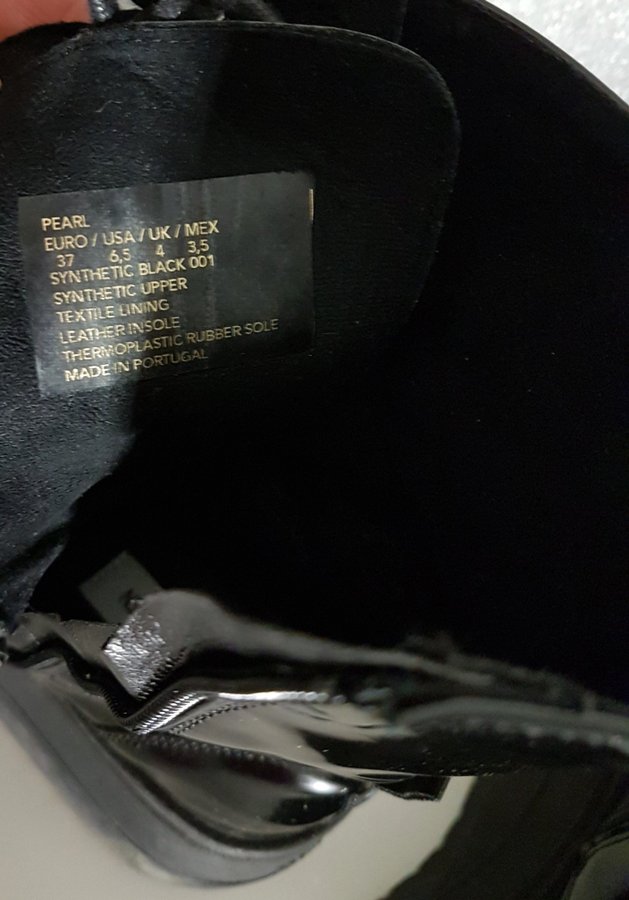 PEARL
EURO / USA / UK / MEX
37 6,5 4 3,5
SYNTHETIC BLACK 001
SYNTHETIC UPPER
TEXTILE LINING
LEATHER INSOLE
THERMOPLASTIC RUBBER SOLE
MADE IN PORTUGAL